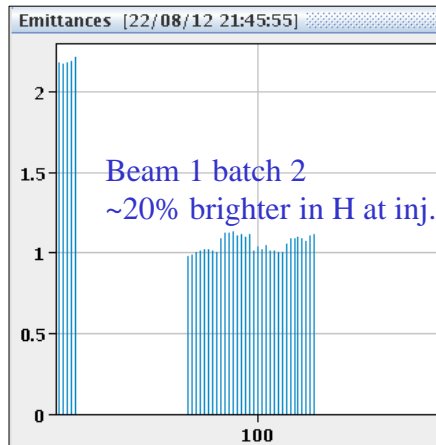 Emittances [22/08/12 21:45:55]
2
1.5
Beam 1 batch 2
~20% brighter in H at inj.
1
0.5
0
100